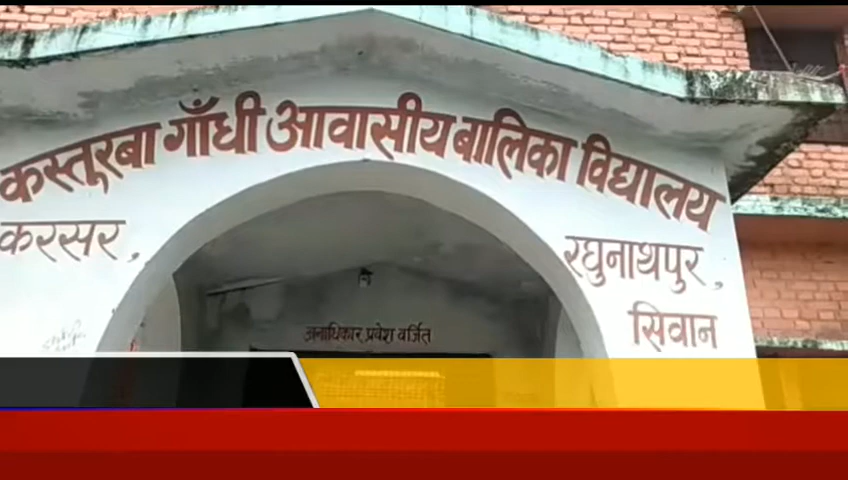 कस्तूरबा गाँधी आवासीय बालिका विद्यालय
करसर,
रघुनाथपुर,
सिवान
अनाधिकार प्रवेश वर्जित